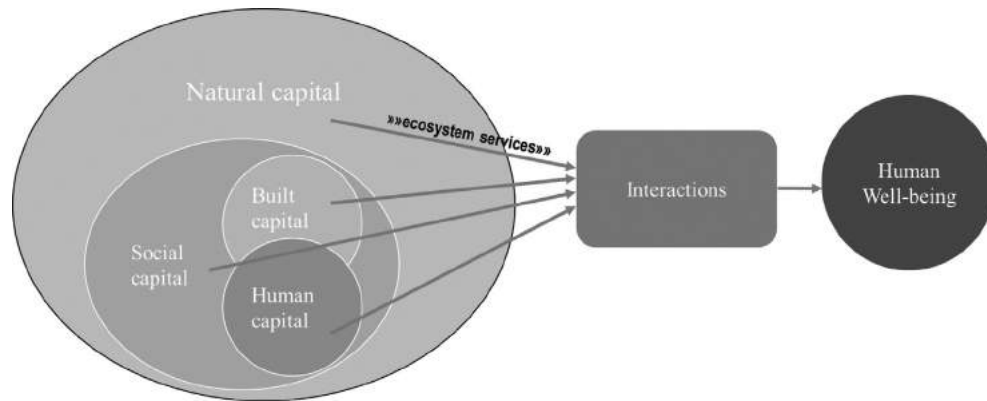 Natural capital
»»ecosystem services»»
Built
capital
Social
capital
Human
capital
Interactions
Human
Well-being